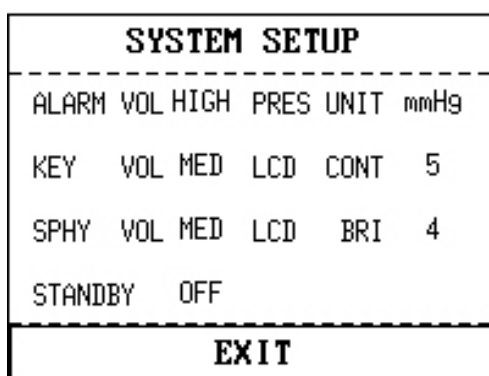 SYSTEM SETUP
ALARM VOL HIGH PRES UNIT mmHg
KEY VOL MED LCD CONT 5
SPHY VOL MED LCD BRI 4
STANDBY OFF
EXIT